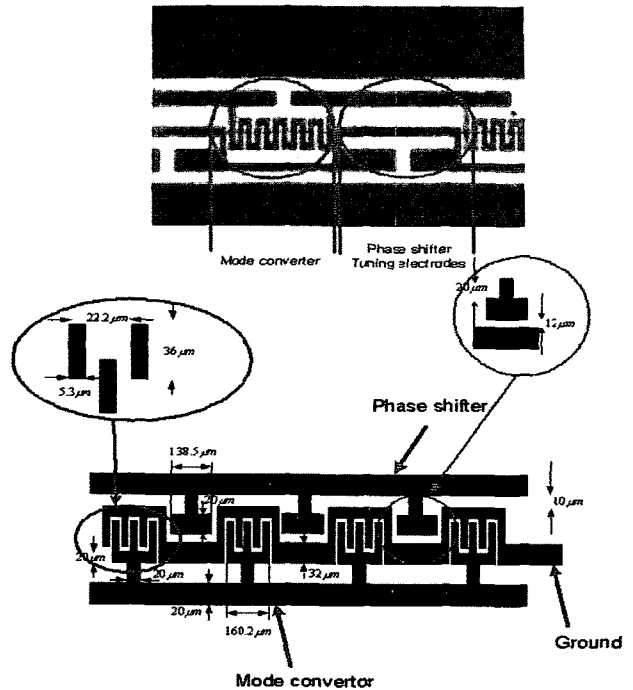 Mode converter
Phase shifter
Tuning electrodes
20µm
12µm
22.2µm
36µm
5.3µm
Phase shifter
138.5µm
20µm
10µm
20µm
20µm
32µm
20µm
160.2µm
Ground
Mode convertor